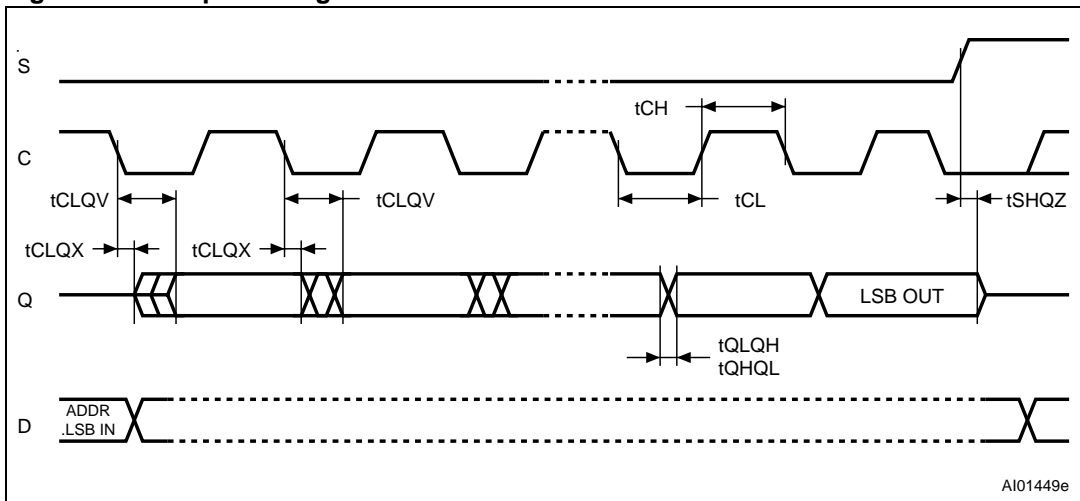 S
tCH
C
tCLQV
tCLQV
tCL
tSHQZ
tCLQX
tCLQX
Q
LSB OUT
tQLQH
tQHQL
ADDR
.LSB IN
D
AI01449e